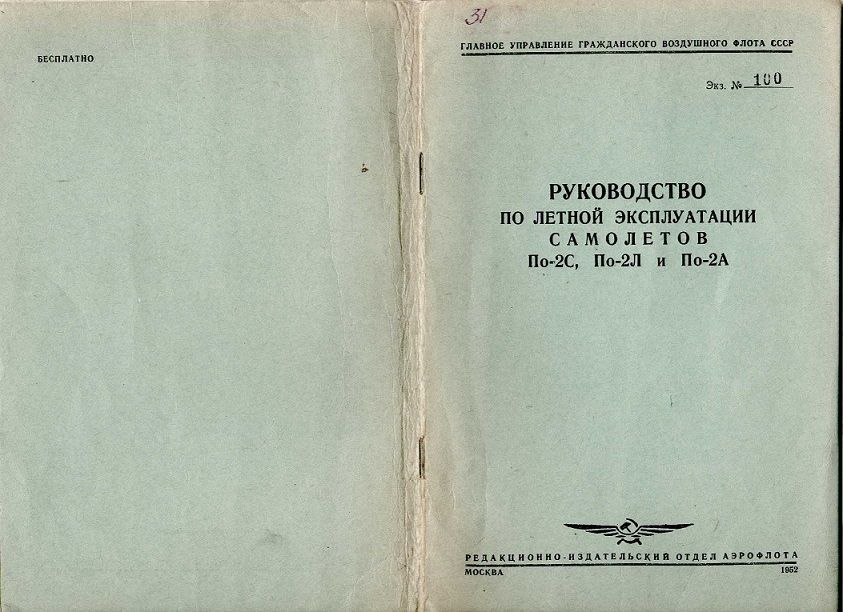 БЕСПЛАТНО
31
ГЛАВНОЕ УПРАВЛЕНИЕ ГРАЖДАНСКОГО ВОЗДУШНОГО ФЛОТА СССР
Экз. № 100
РУКОВОДСТВО
ПО ЛЕТНОЙ ЭКСПЛУАТАЦИИ
САМОЛЕТОВ
По-2С, По-2Л и По-2А
РЕДАКЦИОННО-ИЗДАТЕЛЬСКИЙ ОТДЕЛ АЭРОФЛОТА
МОСКВА 1952